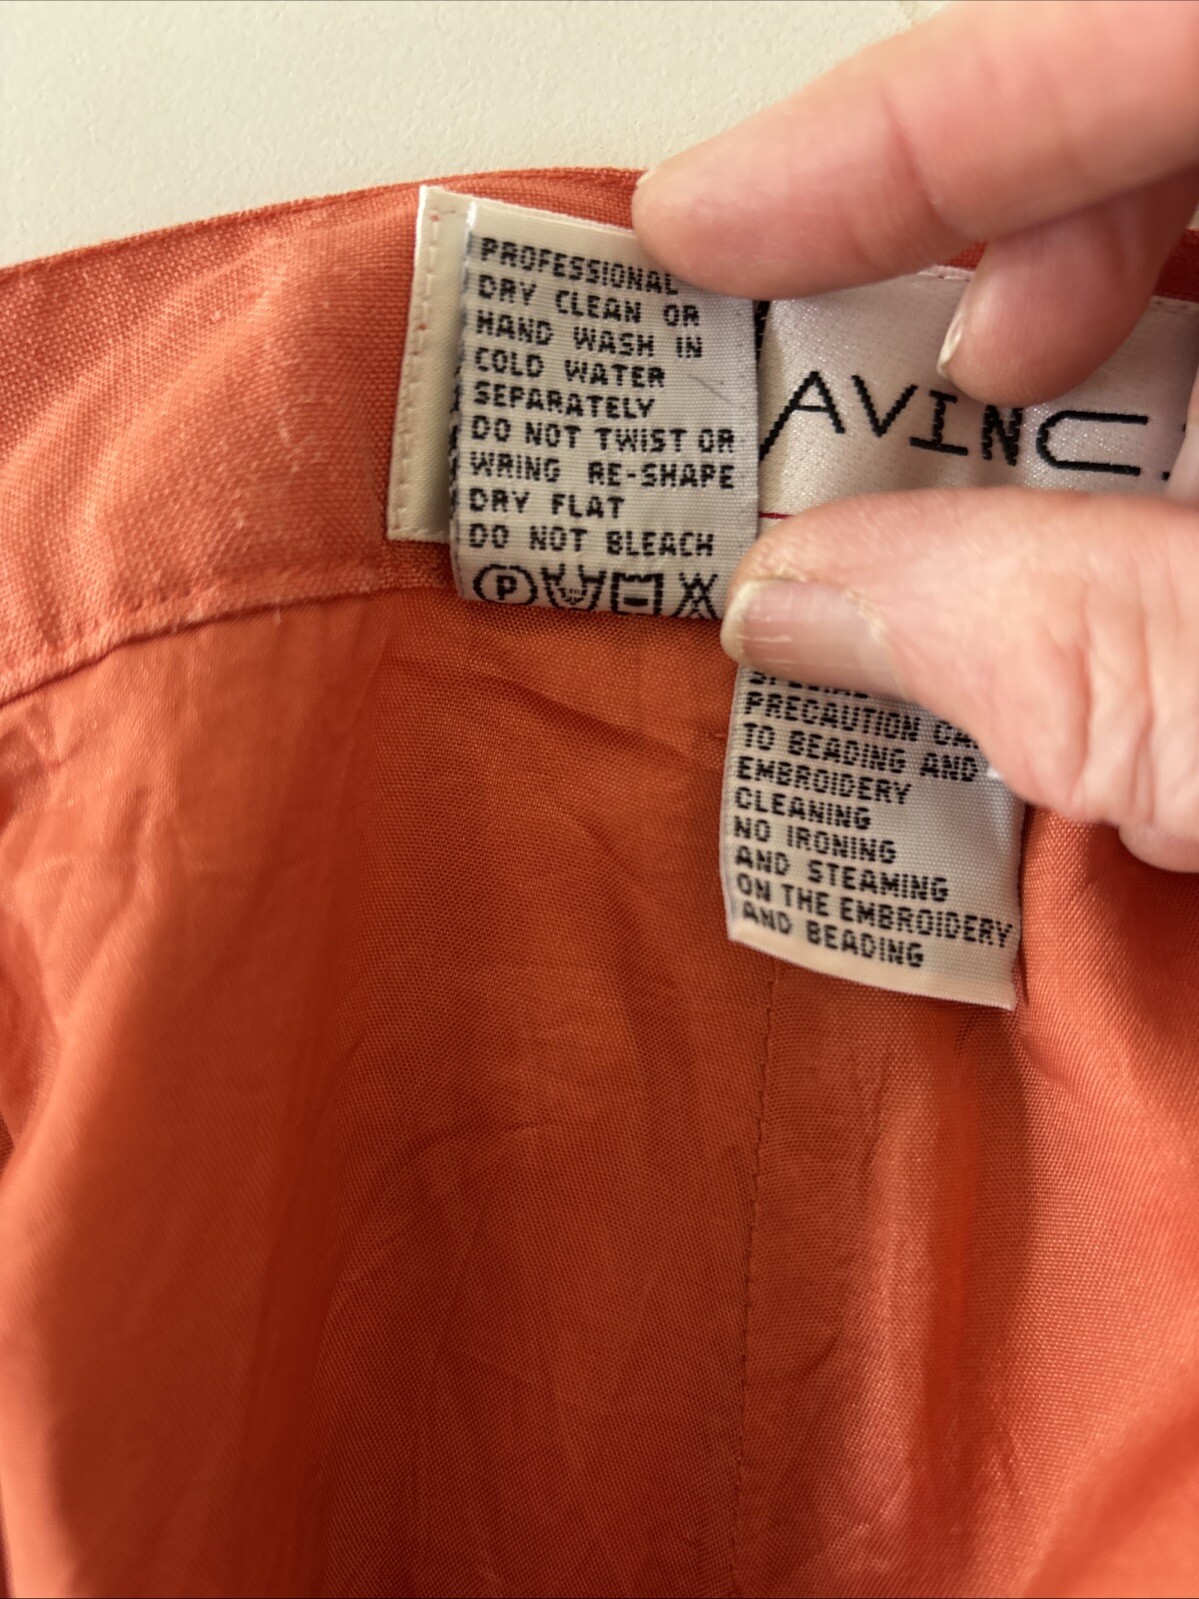 PROFESSIONAL
DRY CLEAN OR
HAND WASH IN
COLD WATER
SEPARATELY
DO NOT TWIST OR
WRING RE-SHAPE
DRY FLAT
DO NOT BLEACH
P
AVINC
PRECAUTION
TO BEADING AND
EMBROIDERY
CLEANING
NO IRONING
AND STEAMING
ON THE EMBROIDERY
AND BEADING